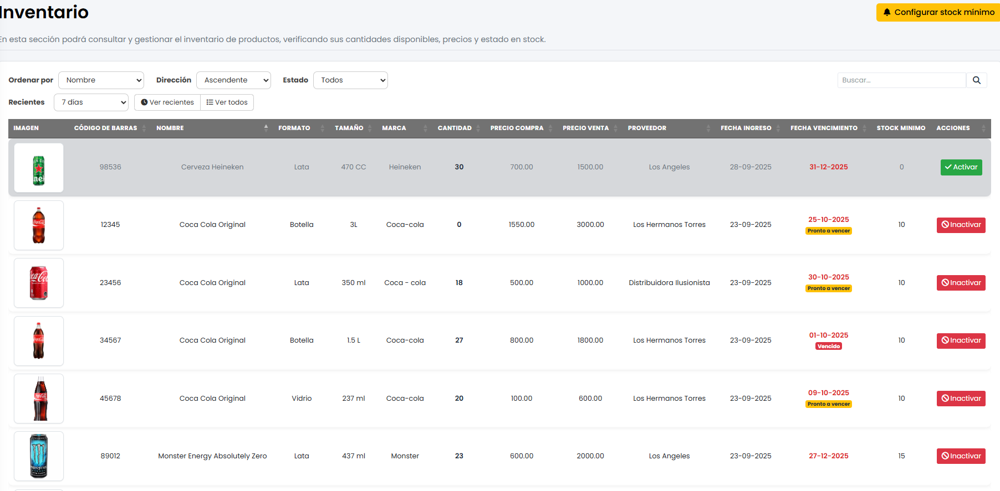 Inventario
Configurar stock mínimo
En esta sección podrá consultar y gestionar el inventario de productos, verificando sus cantidades disponibles, precios y estado en stock.
Ordenar por Nombre Dirección Ascendente Estado Todos Buscar...
Recientes 7 días Ver recientes Ver todos
IMAGEN CÓDIGO DE BARRAS NOMBRE FORMATO TAMAÑO MARCA CANTIDAD PRECIO COMPRA PRECIO VENTA PROVEEDOR FECHA INGRESO FECHA VENCIMIENTO STOCK MINIMO ACCIONES
98536 Cerveza Heineken Lata 470 CC Heineken 30 700.00 1500.00 Los Angeles 28-09-2025 31-12-2025 0 Activar
12345 Coca Cola Original Botella 3L Coca-cola 0 1550.00 3000.00 Los Hermanos Torres 23-09-2025 25-10-2025 10 Inactivar
Pronto a vencer
23456 Coca Cola Original Lata 350 ml Coca - cola 18 500.00 1000.00 Distribuidora Ilusionista 23-09-2025 30-10-2025 10 Inactivar
Pronto a vencer
34567 Coca Cola Original Botella 1.5 L Coca-cola 27 800.00 1800.00 Los Hermanos Torres 23-09-2025 01-10-2025 10 Inactivar
Vencido
45678 Coca Cola Original Vidrio 237 ml Coca-cola 20 100.00 600.00 Los Hermanos Torres 23-09-2025 09-10-2025 10 Inactivar
Pronto a vencer
89012 Monster Energy Absolutely Zero Lata 437 ml Monster 23 600.00 2000.00 Los Angeles 23-09-2025 27-12-2025 15 Inactivar